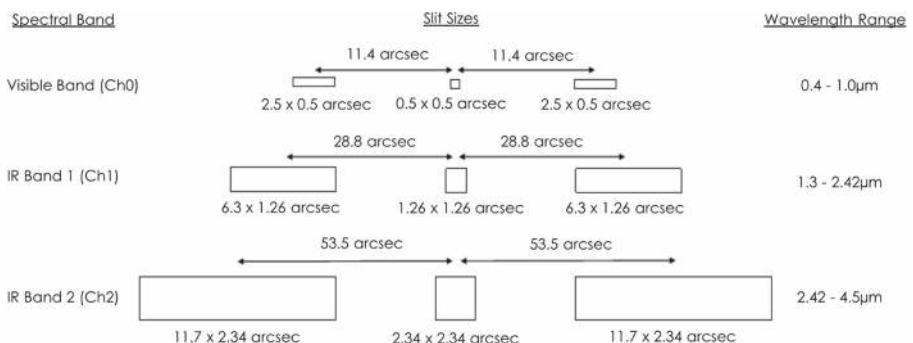 Spectral Band Slit Sizes Wavelength Range
11.4 arcsec 11.4 arcsec
Visible Band (Ch0) 0.4 - 1.0µm
2.5 x 0.5 arcsec 0.5 x 0.5 arcsec 2.5 x 0.5 arcsec
28.8 arcsec 28.8 arcsec
IR Band 1 (Ch1) 1.3 - 2.42µm
6.3 x 1.26 arcsec 1.26 x 1.26 arcsec 6.3 x 1.26 arcsec
53.5 arcsec 53.5 arcsec
IR Band 2 (Ch2) 2.42 - 4.5µm
11.7 x 2.34 arcsec 2.34 x 2.34 arcsec 11.7 x 2.34 arcsec